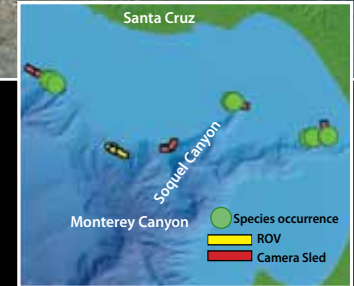 Santa Cruz
Soquel Canyon
Monterey Canyon
Species occurrence
ROV
Camera Sled